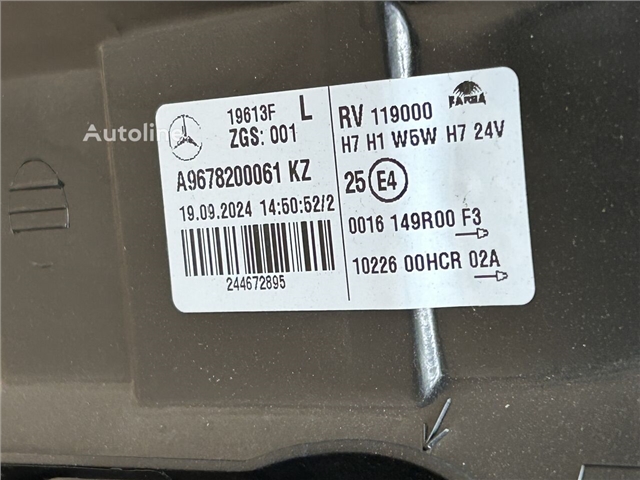 19613F L
ZGS: 001
A9678200061 KZ
19.09.2024 14:50:52/2
244672895
FARBA
RV 119000
H7 H1 W5W H7 24V
25 E4
0016 149R00 F3
10226 00HCR 02A
Autoline